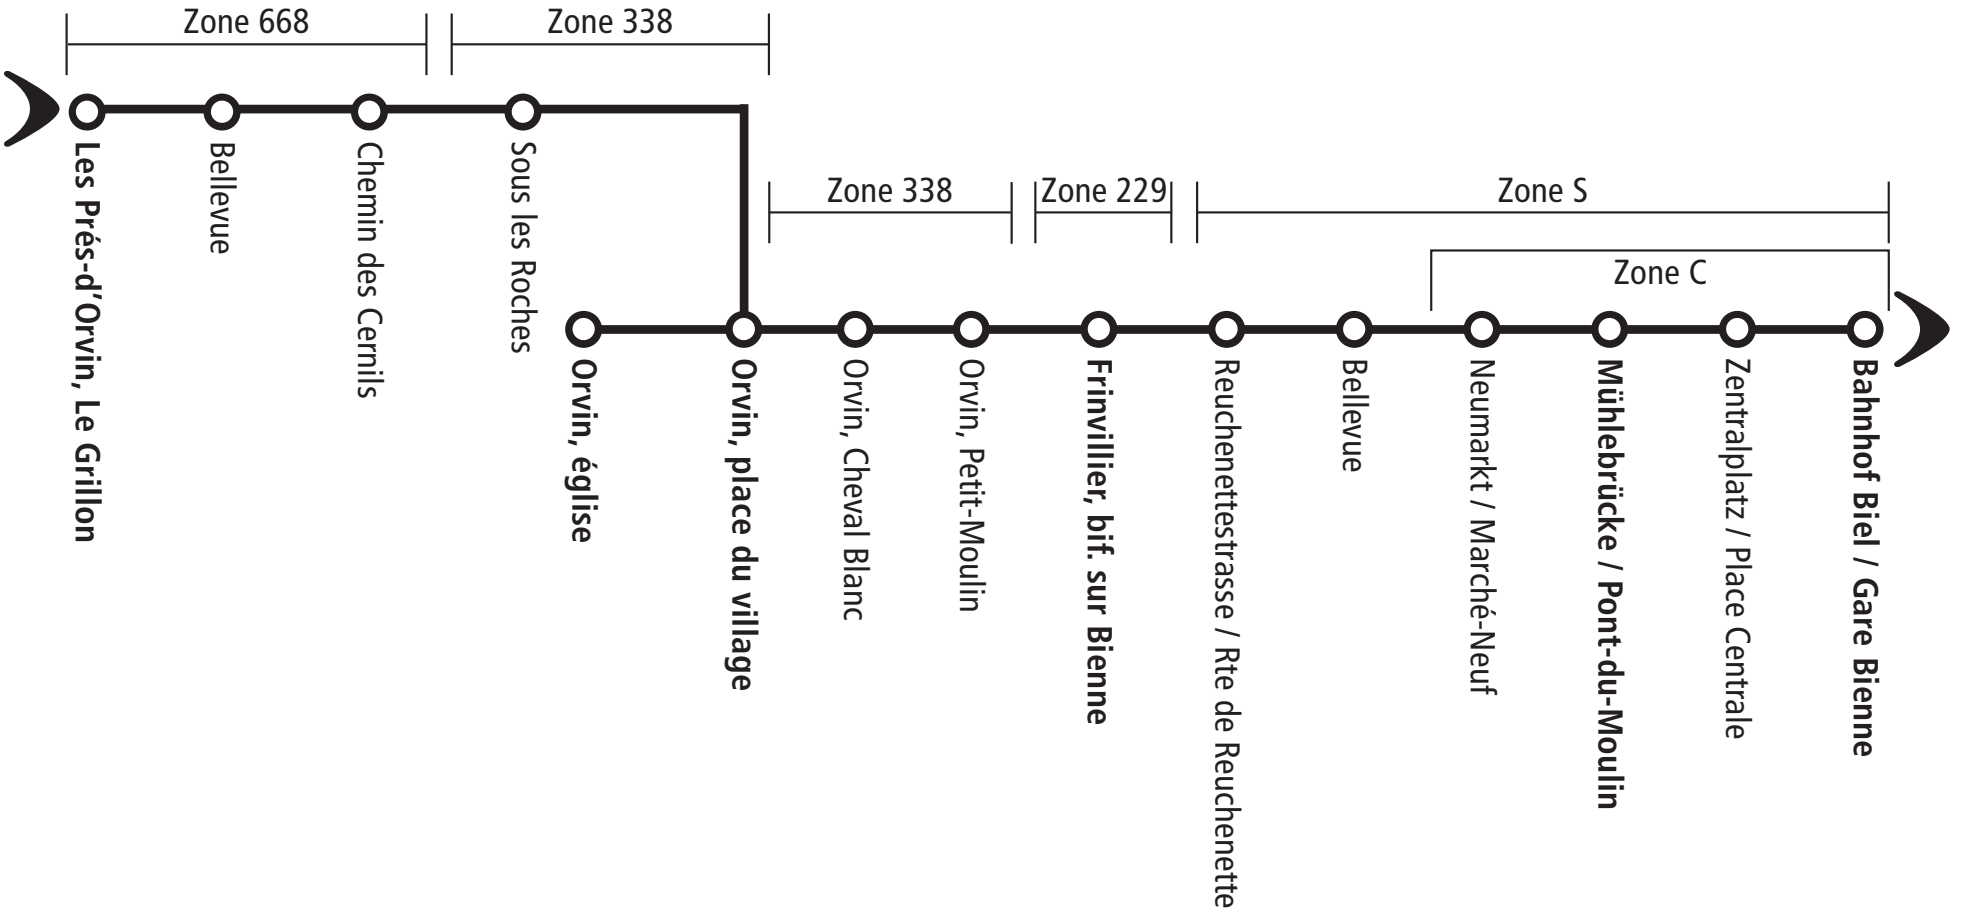 Zone 668
Zone 338
Les Prés-d'Orvin, Le Grillon
Bellevue
Chemin des Cernils
Sous les Roches
Zone 338
Zone 229
Zone S
Zone C
Orvin, église
Orvin, place du village
Orvin, Cheval Blanc
Orvin, Petit-Moulin
Frinvillier, bif. sur Bienne
Reuchenettestrasse / Rte de Reuchenette
Bellevue
Neumarkt / Marché-Neuf
Mühlebrücke / Pont-du-Moulin
Zentralplatz / Place Centrale
Bahnhof Biel / Gare Bienne